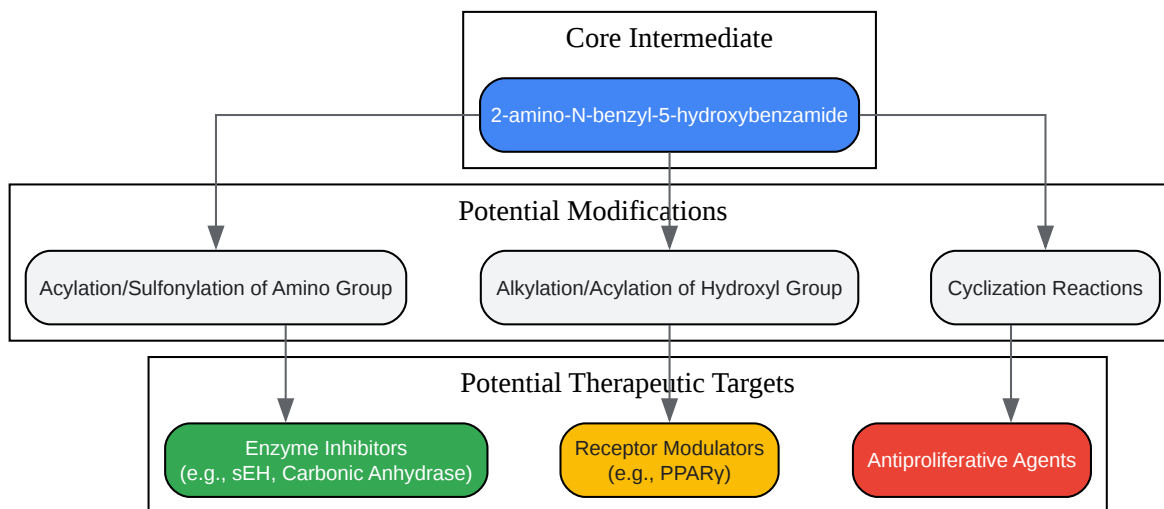 Core Intermediate
2-amino-N-benzyl-5-hydroxybenzamide
Potential Modifications
Acylation/Sulfonylation of Amino Group
Alkylation/Acylation of Hydroxyl Group
Cyclization Reactions
Potential Therapeutic Targets
Enzyme Inhibitors
(e.g., sEH, Carbonic Anhydrase)
Receptor Modulators
(e.g., PPARγ)
Antiproliferative Agents